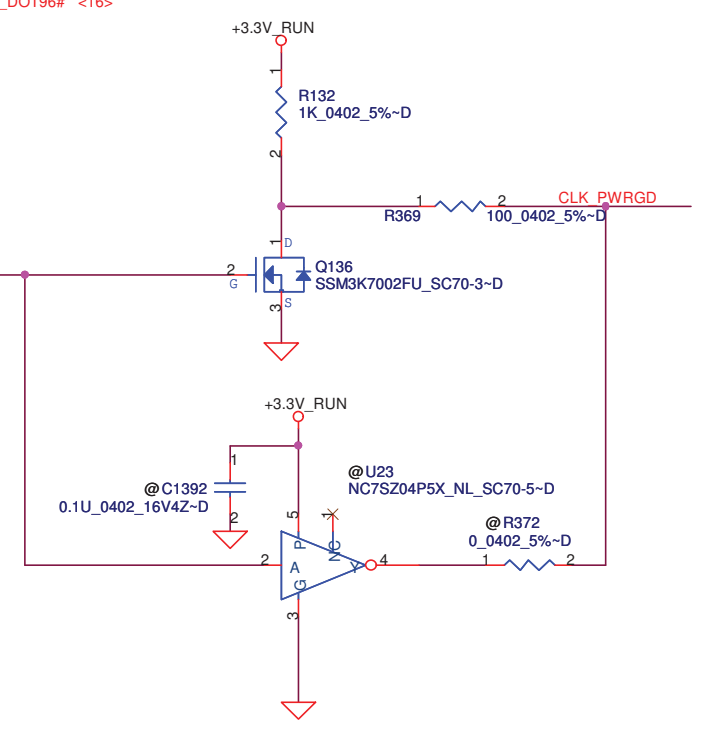 _DOT96# <16>
+3.3V_RUN
1
R132
1K_0402_5%~D
2
1
2
CLK_PWRGD
R369
100_0402_5%~D
1
D
2
G
Q136
SSM3K7002FU_SC70-3~D
3
S
+3.3V_RUN
1
@C1392
0.1U_0402_16V4Z~D
2
@U23
NC7SZ04P5X_NL_SC70-5~D
5
1
P
NC
@R372
0_0402_5%~D
2
A
Y
4
1
2
G
3